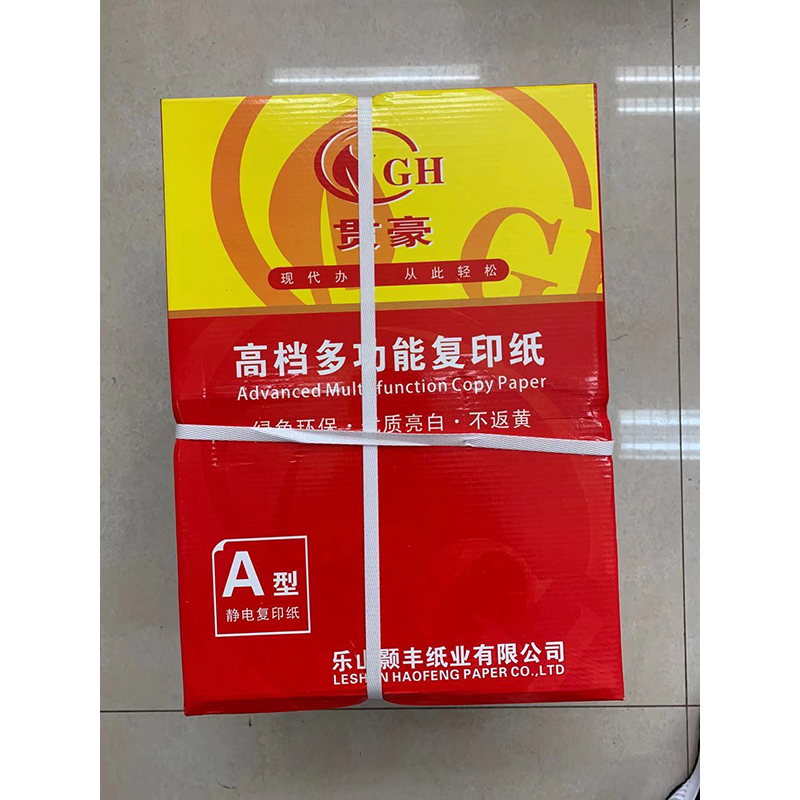 GH
贯豪
现代办 从此轻松
高档多功能复印纸
Advanced Multi function Copy Paper
绿色环保·质亮白·不返黄
A型
静电复印纸
乐山颢丰纸业有限公司
LESHAN HAOFENG PAPER CO.,LTD